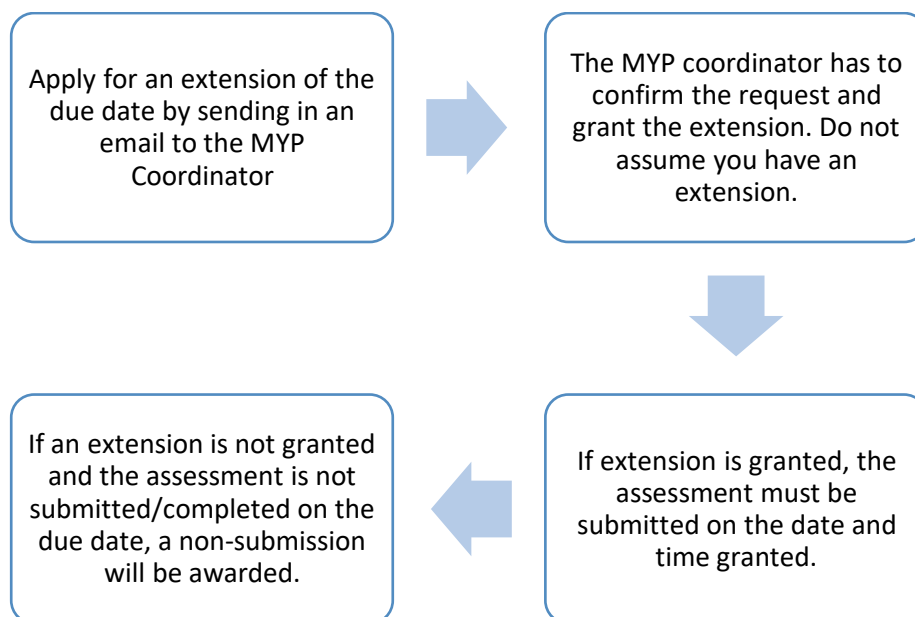 Apply for an extension of the
due date by sending in an
email to the MYP
Coordinator
The MYP coordinator has to
confirm the request and
grant the extension. Do not
assume you have an
extension.
If extension is granted, the
assessment must be
submitted on the date and
time granted.
If an extension is not granted
and the assessment is not
submitted/completed on the
due date, a non-submission
will be awarded.